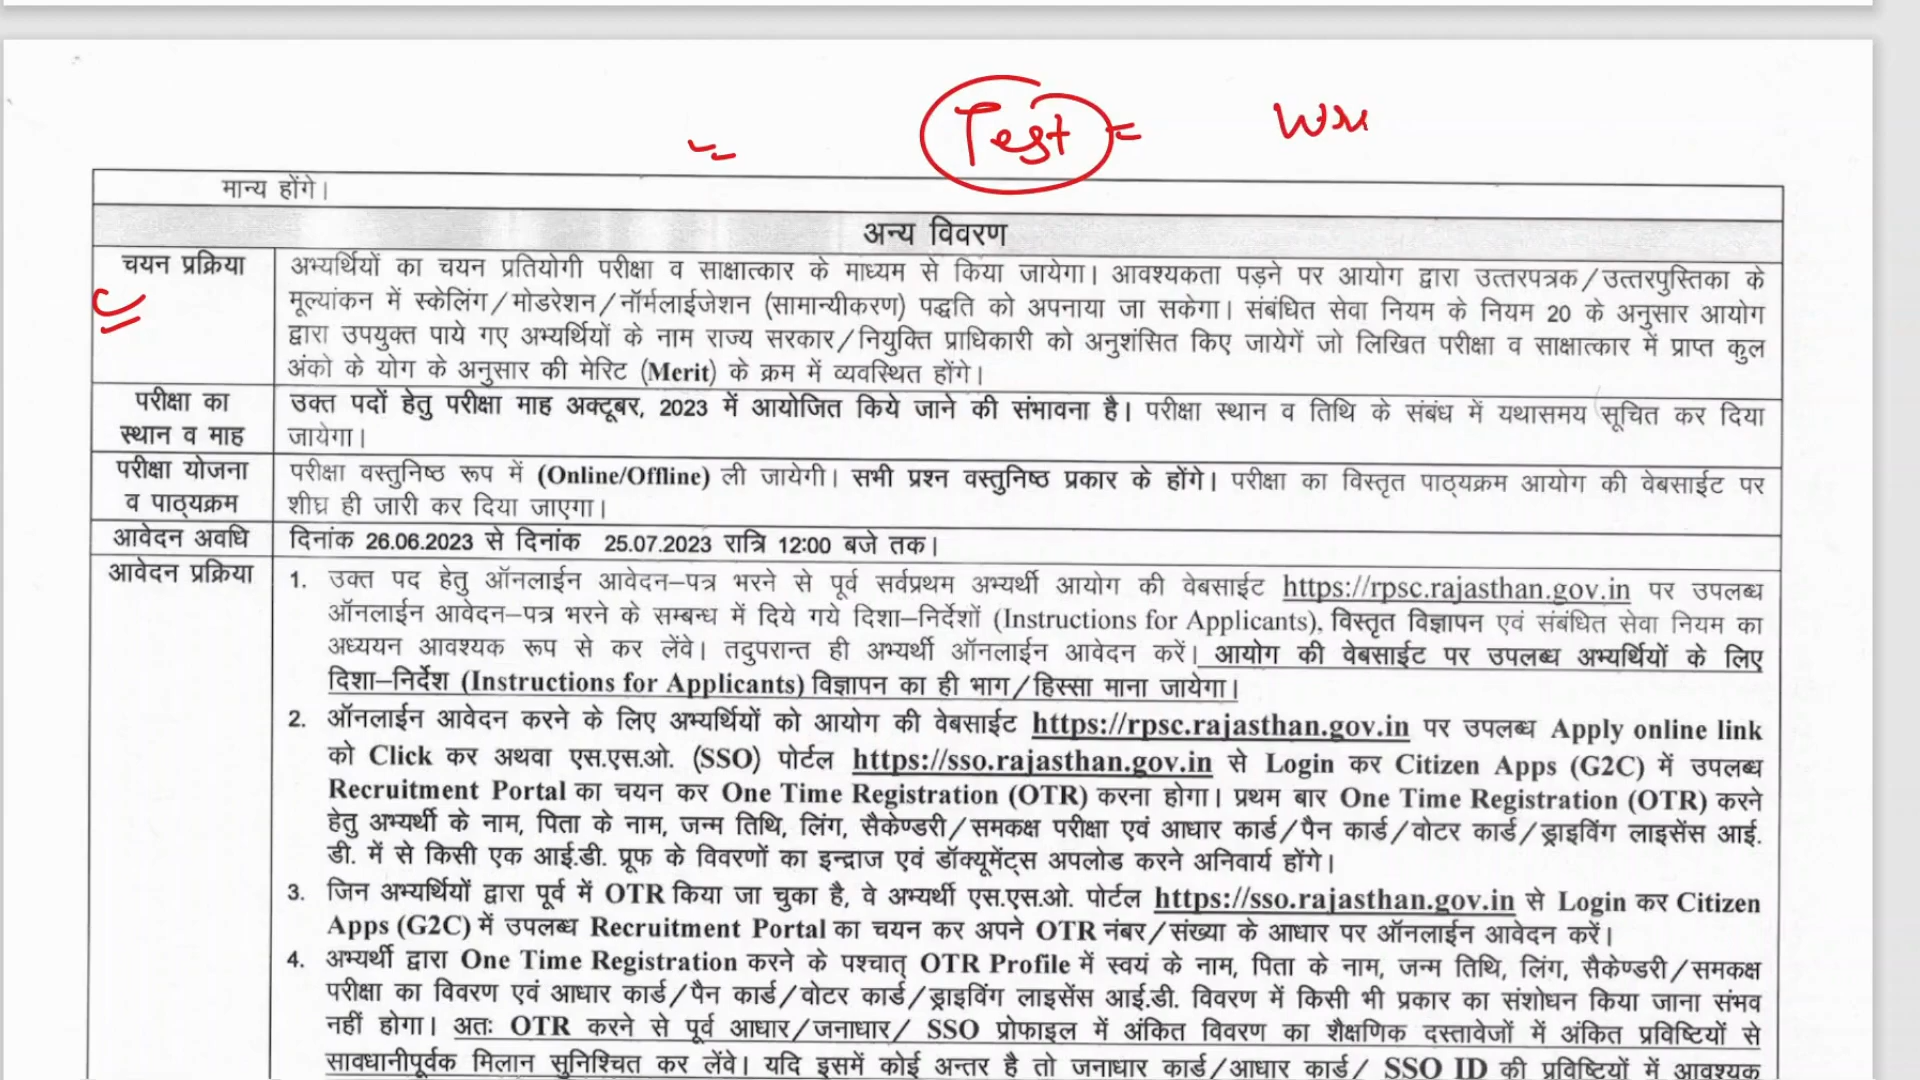 Test
मान्य होंगे।
अन्य विवरण
चयन प्रक्रिया
अभ्यर्थियों का चयन प्रतियोगी परीक्षा व साक्षात्कार के माध्यम से किया जायेगा। आवश्यकता पड़ने पर आयोग द्वारा उत्तरपत्रक/उत्तरपुस्तिका के
मूल्यांकन में स्केलिंग/मोडरेशन/नॉर्मलाईजेशन (सामान्यीकरण) पद्धति को अपनाया जा सकेगा। संबंधित सेवा नियम के नियम 20 के अनुसार आयोग
द्वारा उपयुक्त पाये गए अभ्यर्थियों के नाम राज्य सरकार/नियुक्ति प्राधिकारी को अनुशंसित किए जायेगें जो लिखित परीक्षा व साक्षात्कार में प्राप्त कुल
अंको के योग के अनुसार की मेरिट (Merit) के क्रम में व्यवस्थित होंगे।
परीक्षा का
स्थान व माह
उक्त पदों हेतु परीक्षा माह अक्टूबर, 2023 में आयोजित किये जाने की संभावना है। परीक्षा स्थान व तिथि के संबंध में यथासमय सूचित कर दिया
जायेगा।
परीक्षा योजना
व पाठ्यक्रम
परीक्षा वस्तुनिष्ठ रूप में (Online/Offline) ली जायेगी। सभी प्रश्न वस्तुनिष्ठ प्रकार के होंगे। परीक्षा का विस्तृत पाठ्यक्रम आयोग की वेबसाईट पर
शीघ्र ही जारी कर दिया जाएगा।
आवेदन अवधि
दिनांक 26.06.2023 से दिनांक 25.07.2023 रात्रि 12:00 बजे तक।
आवेदन प्रक्रिया
1. उक्त पद हेतु ऑनलाईन आवेदन–पत्र भरने से पूर्व सर्वप्रथम अभ्यर्थी आयोग की वेबसाईट https://rpsc.rajasthan.gov.in पर उपलब्ध
ऑनलाईन आवेदन–पत्र भरने के सम्बन्ध में दिये गये दिशा–निर्देशों (Instructions for Applicants), विस्तृत विज्ञापन एवं संबंधित सेवा नियम का
अध्ययन आवश्यक रूप से कर लेंवे। तदुपरान्त ही अभ्यर्थी ऑनलाईन आवेदन करें। आयोग की वेबसाईट पर उपलब्ध अभ्यर्थियों के लिए
दिशा–निर्देश (Instructions for Applicants) विज्ञापन का ही भाग/हिस्सा माना जायेगा।
2. ऑनलाईन आवेदन करने के लिए अभ्यर्थियों को आयोग की वेबसाईट https://rpsc.rajasthan.gov.in पर उपलब्ध Apply online link
को Click कर अथवा एस.एस.ओ. (SSO) पोर्टल https://sso.rajasthan.gov.in से Login कर Citizen Apps (G2C) में उपलब्ध
Recruitment Portal का चयन कर One Time Registration (OTR) करना होगा। प्रथम बार One Time Registration (OTR) करने
हेतु अभ्यर्थी के नाम, पिता के नाम, जन्म तिथि, लिंग, सैकेण्डरी/समकक्ष परीक्षा एवं आधार कार्ड/पैन कार्ड/वोटर कार्ड/ड्राइविंग लाइसेंस आई.
डी. में से किसी एक आई.डी. प्रूफ के विवरणों का इन्द्राज एवं डॉक्यूमेंट्स अपलोड करने अनिवार्य होंगे।
3. जिन अभ्यर्थियों द्वारा पूर्व में OTR किया जा चुका है, वे अभ्यर्थी एस.एस.ओ. पोर्टल https://sso.rajasthan.gov.in से Login कर Citizen
Apps (G2C) में उपलब्ध Recruitment Portal का चयन कर अपने OTR नंबर/संख्या के आधार पर ऑनलाईन आवेदन करें।
4. अभ्यर्थी द्वारा One Time Registration करने के पश्चात् OTR Profile में स्वयं के नाम, पिता के नाम, जन्म तिथि, लिंग, सैकेण्डरी/समकक्ष
परीक्षा का विवरण एवं आधार कार्ड/पैन कार्ड/वोटर कार्ड/ड्राइविंग लाइसेंस आई.डी. विवरण में किसी भी प्रकार का संशोधन किया जाना संभव
नहीं होगा। अतः OTR करने से पूर्व आधार/जनाधार/ SSO प्रोफाइल में अंकित विवरण का शैक्षणिक दस्तावेजों में अंकित प्रविष्टियों से
सावधानीपूर्वक मिलान सुनिश्चित कर लेंवे। यदि इसमें कोई अन्तर है तो जनाधार कार्ड/आधार कार्ड/ SSO ID की प्रविष्टियों में आवश्यक